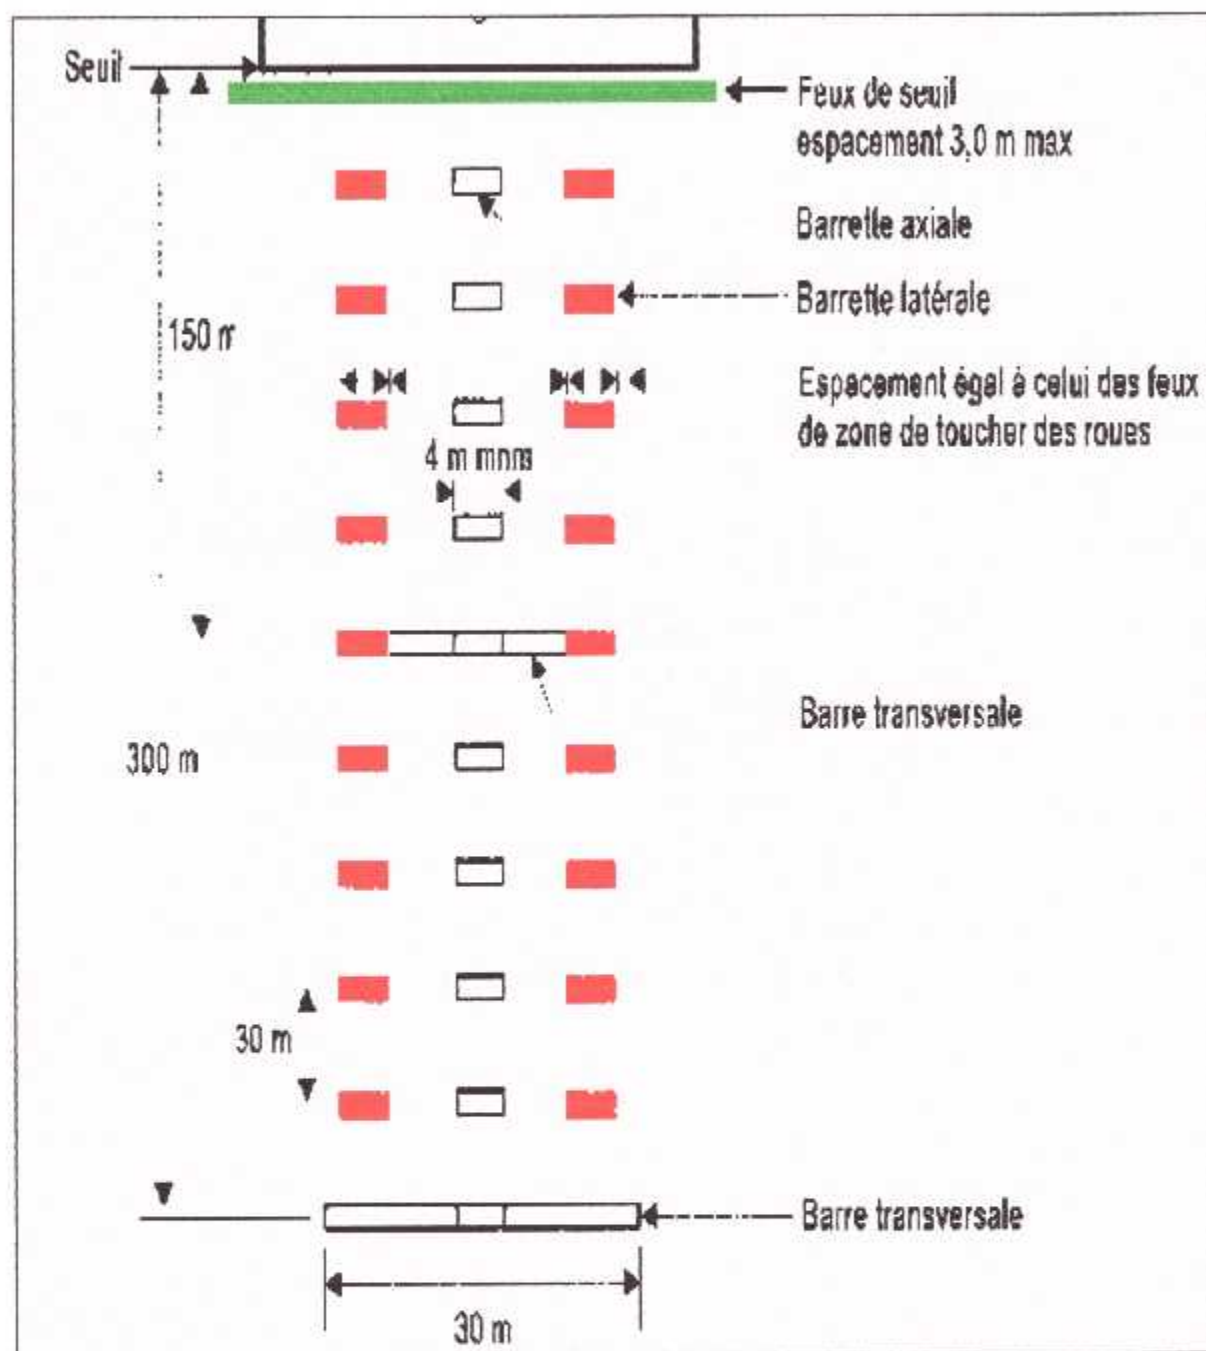 Seuil
Feux de seuil
espacement 3,0 m max
Barrette axiale
Barrette latérale
150 m
Espacement égal à celui des feux
de zone de toucher des roues
4 m
Barre transversale
300 m
30 m
Barre transversale
30 m